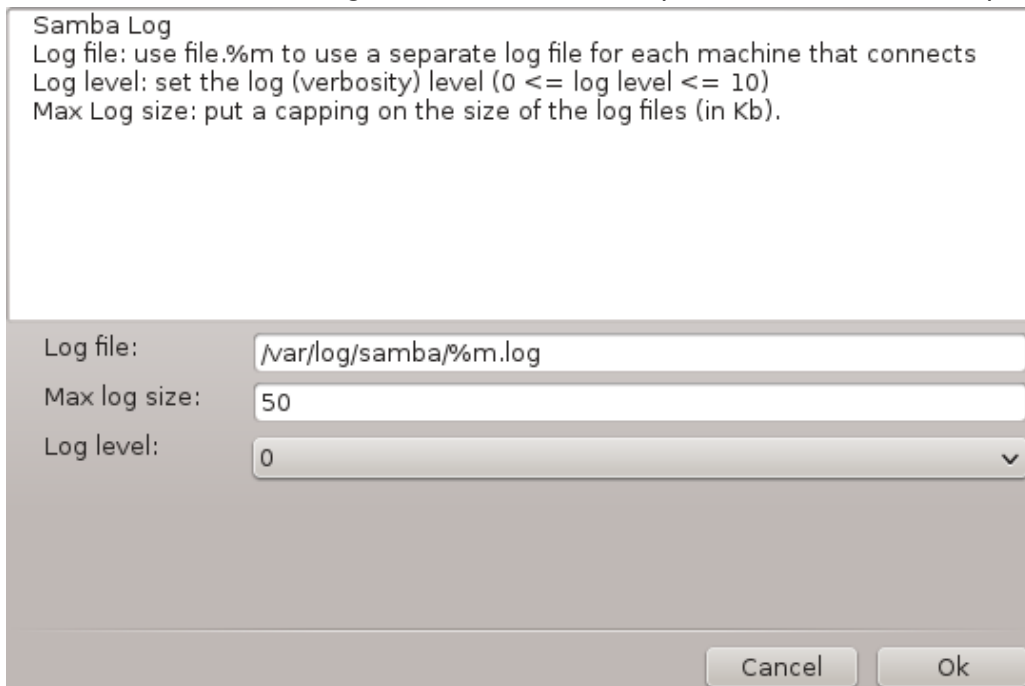 Samba Log
Log file: use file.%m to use a separate log file for each machine that connects
Log level: set the log (verbosity) level (0 <= log level <= 10)
Max Log size: put a capping on the size of the log files (in Kb).
Log file: /var/log/samba/%m.log
Max log size: 50
Log level: 0
Cancel Ok